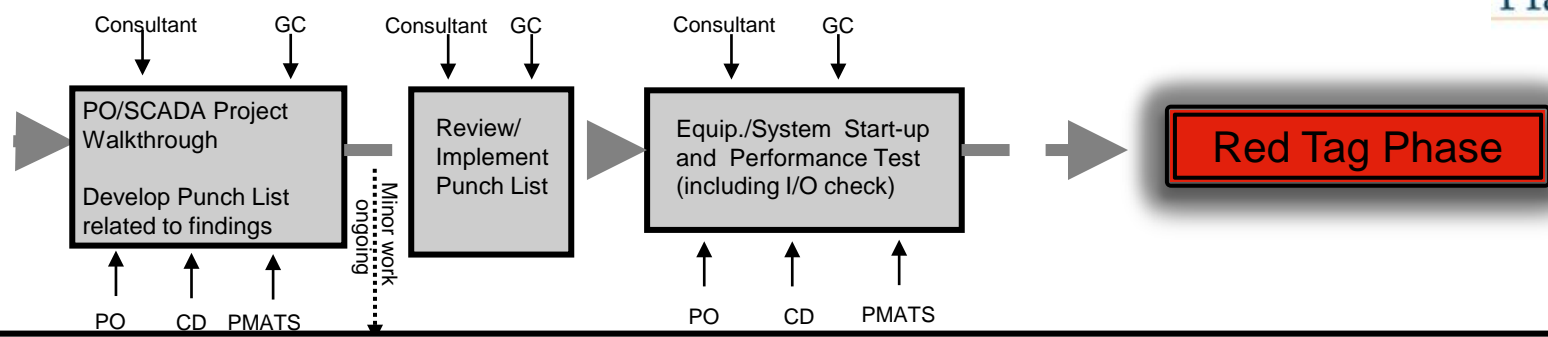 Consultant
GC
Consultant
GC
Consultant
GC
PO/SCADA Project
Walkthrough
Develop Punch List
related to findings
Minor work
ongoing
Review/
Implement
Punch List
Equip./System Start-up
and Performance Test
(including I/O check)
Red Tag Phase
PO
CD
PMATS
PO
CD
PMATS